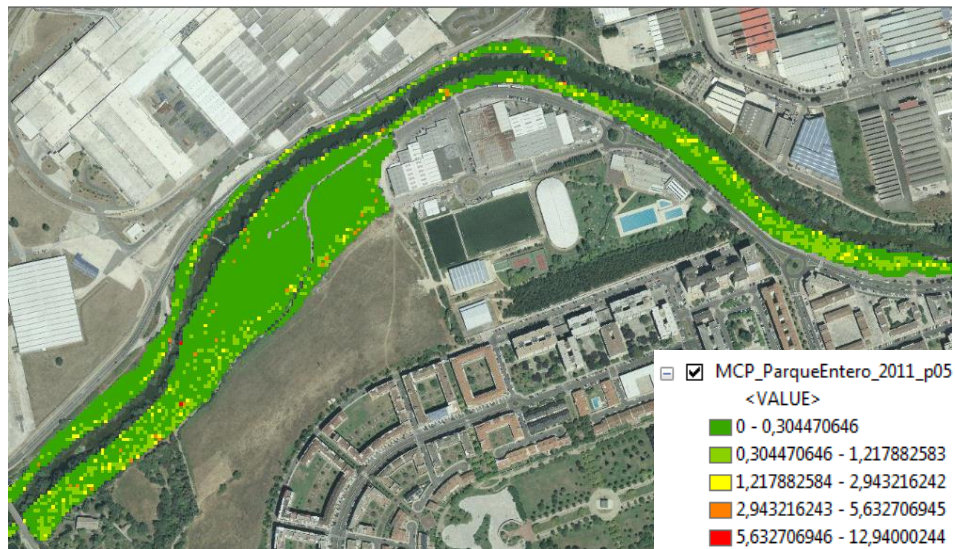 MCP_ParqueEntero_2011_p05
<VALUE>
0 - 0,304470646
0,304470646 - 1,217882583
1,217882584 - 2,943216242
2,943216243 - 5,632706945
5,632706946 - 12,94000244